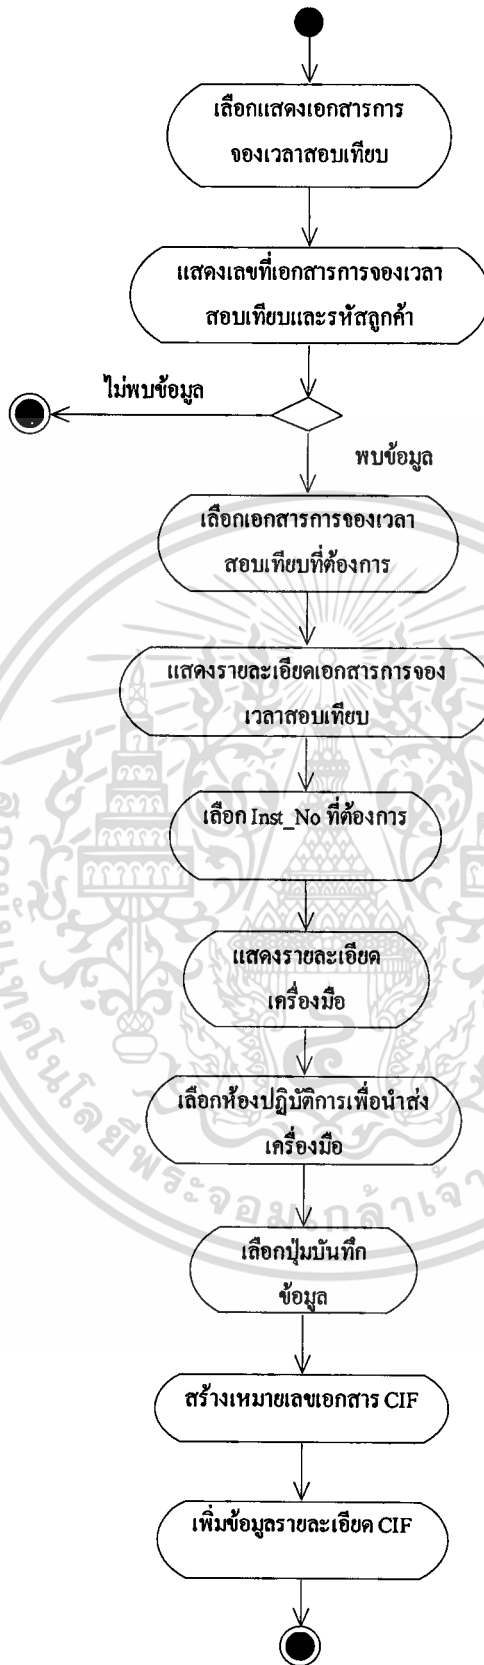 เลือกแสดงเอกสารการ
จองเวลาสอบเทียบ
แสดงเลขที่เอกสารการจองเวลา
สอบเทียบและรหัสลูกค้า
ไม่พบข้อมูล
พบข้อมูล
เลือกเอกสารการจองเวลา
สอบเทียบที่ต้องการ
แสดงรายละเอียดเอกสารการจอง
เวลาสอบเทียบ
เลือก Inst_No ที่ต้องการ
แสดงรายละเอียด
เครื่องมือ
เลือกห้องปฏิบัติการเพื่อนำส่ง
เครื่องมือ
เลือกปุ่มบันทึก
ข้อมูล
สร้างหมายเลขเอกสาร CIF
เพิ่มข้อมูลรายละเอียด CIF